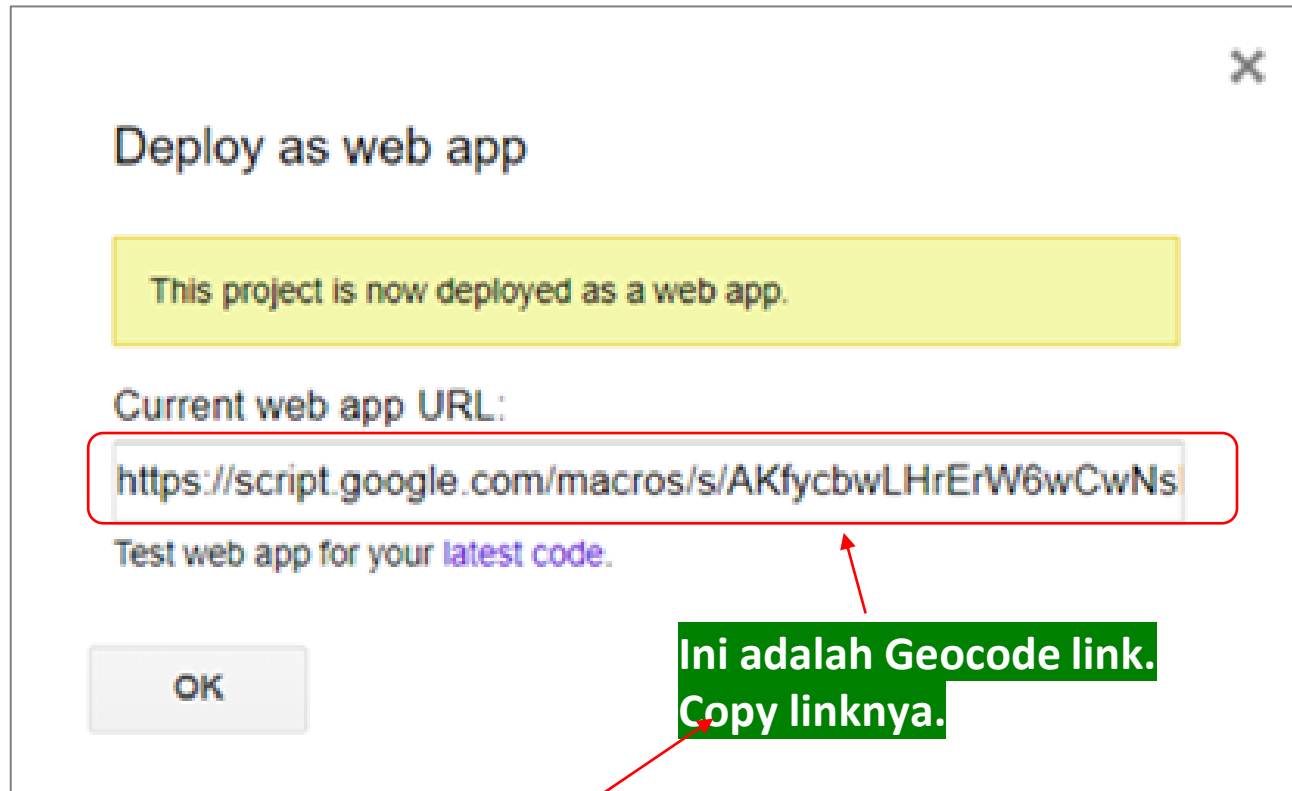 Deploy as web app
This project is now deployed as a web app.
Current web app URL:
https://script.google.com/macros/s/AKfycbwLHrErW6wCwNs
Test web app for your latest code.
Ini adalah Geocode link.
Copy linknya.
OK